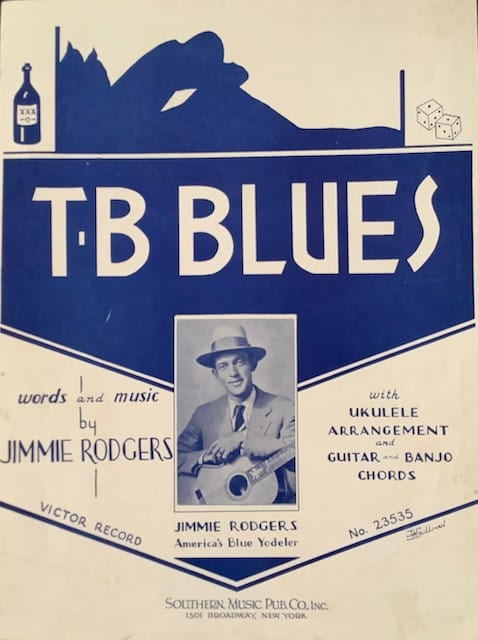 XXX
T·B BLUES
words and music
by
JIMMIE RODGERS
with
UKULELE
ARRANGEMENT
and
GUITAR and BANJO
CHORDS
VICTOR RECORD
No. 23535
JIMMIE RODGERS
America's Blue Yodeler
SOUTHERN MUSIC PUB. CO., INC.
1501 BROADWAY, NEW YORK